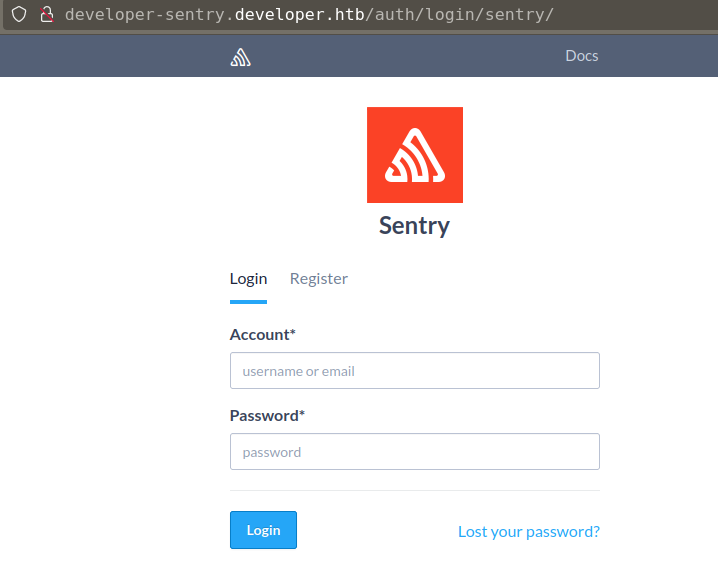 developer-sentry.developer.htb/auth/login/sentry/
Docs
Sentry
Login Register
Account*
username or email
Password*
password
Login Lost your password?